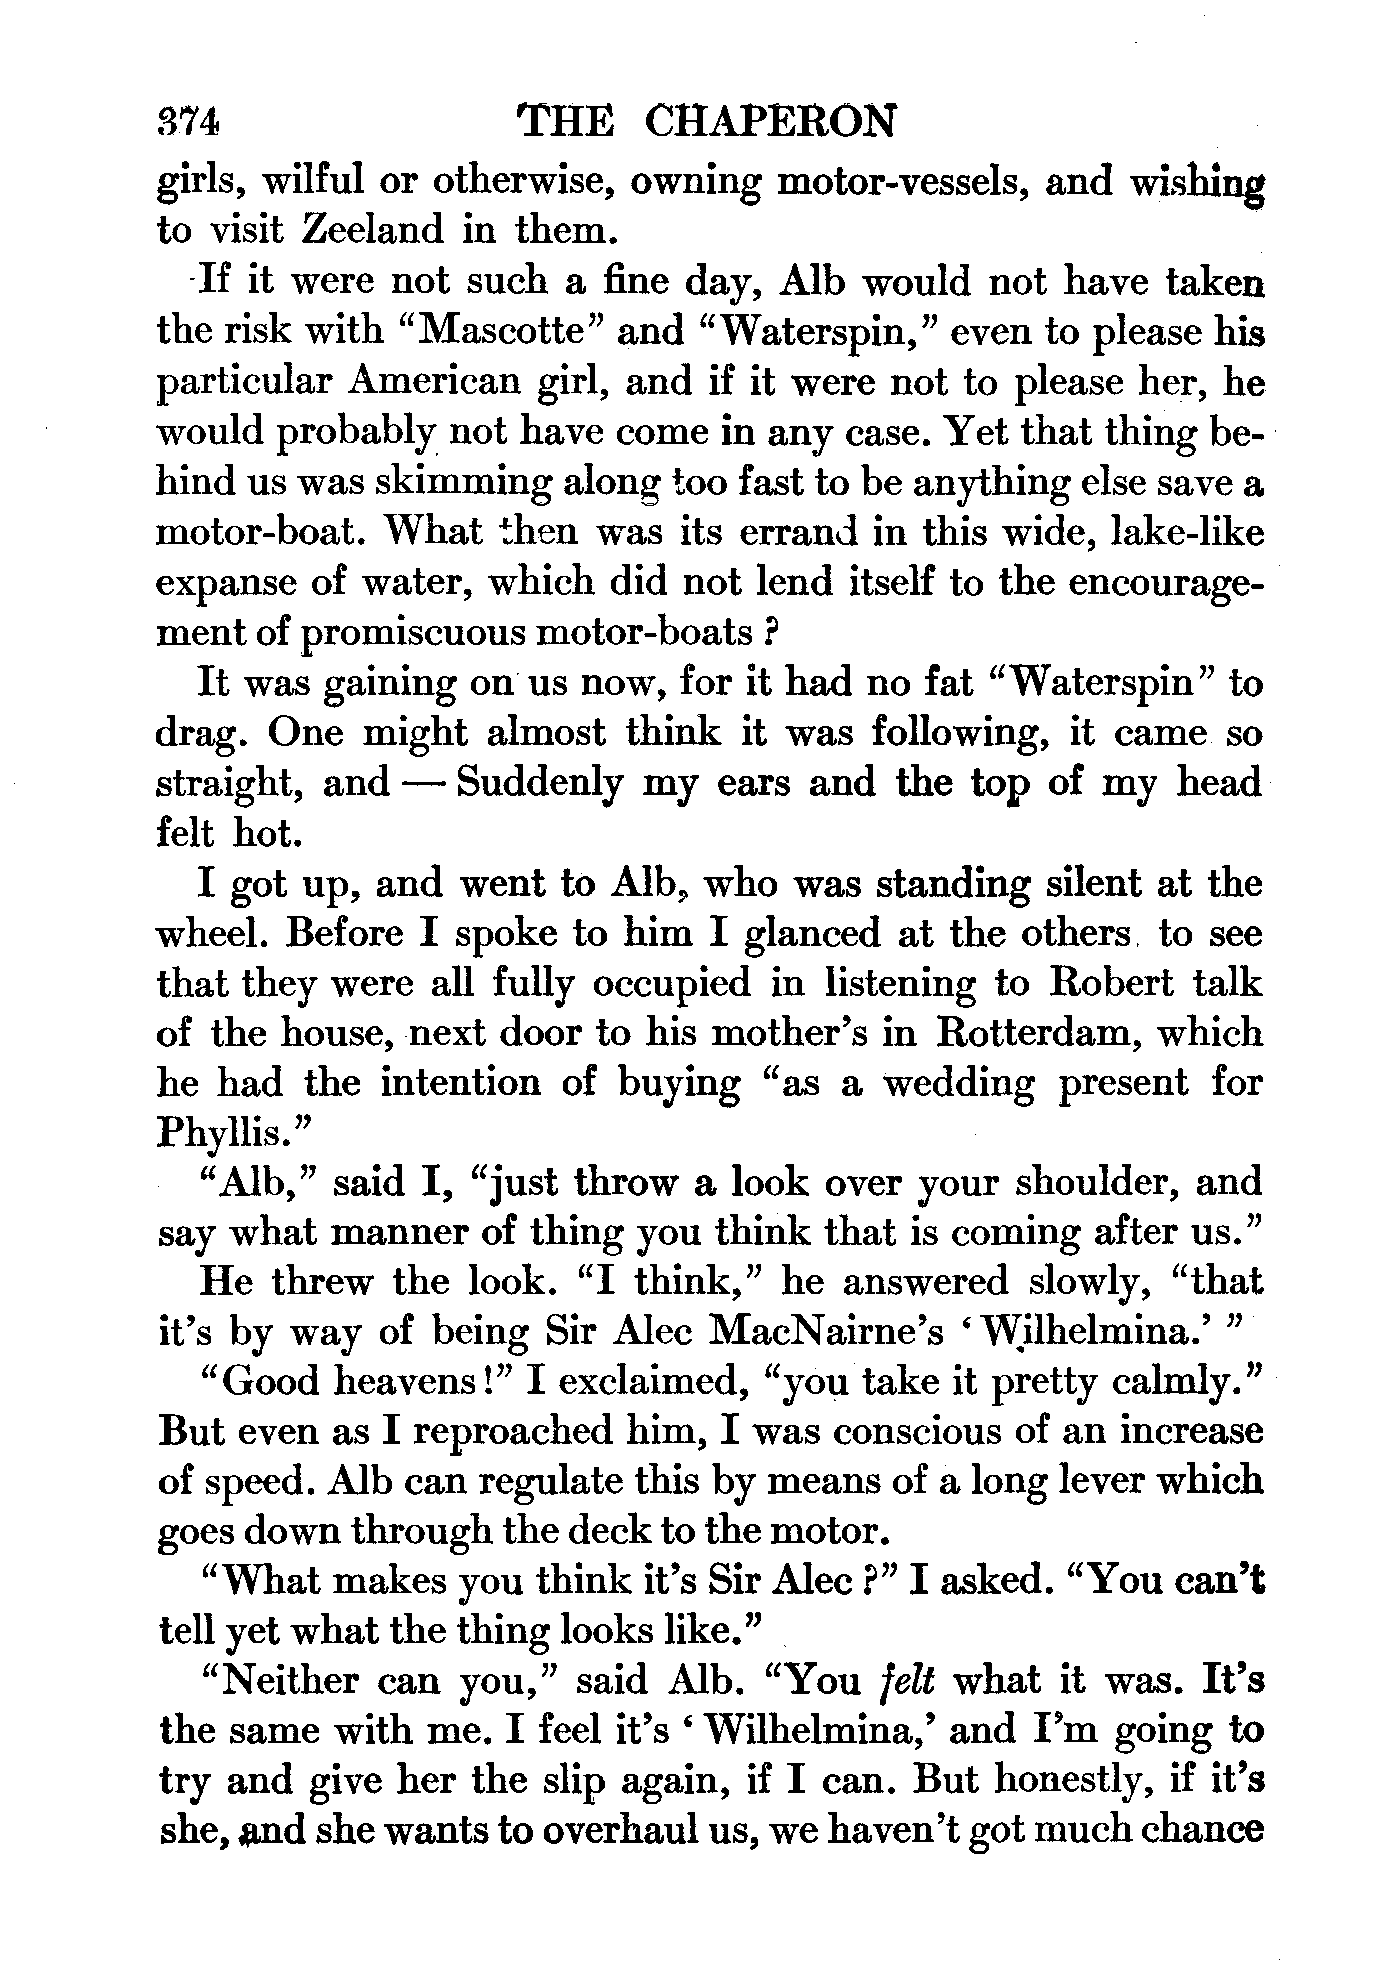 374 THE CHAPERON
girls, wilful or otherwise, owning motor-vessels, and wishing
to visit Zeeland in them.
If it were not such a fine day, Alb would not have taken
the risk with “Mascotte” and “Waterspin,” even to please his
particular American girl, and if it were not to please her, he
would probably not have come in any case. Yet that thing be-
hind us was skimming along too fast to be anything else save a
motor-boat. What then was its errand in this wide, lake-like
expanse of water, which did not lend itself to the encourage-
ment of promiscuous motor-boats ?
It was gaining on us now, for it had no fat “Waterspin” to
drag. One might almost think it was following, it came so
straight, and — Suddenly my ears and the top of my head
felt hot.
I got up, and went to Alb, who was standing silent at the
wheel. Before I spoke to him I glanced at the others to see
that they were all fully occupied in listening to Robert talk
of the house, next door to his mother’s in Rotterdam, which
he had the intention of buying “as a wedding present for
Phyllis.”
“Alb,” said I, “just throw a look over your shoulder, and
say what manner of thing you think that is coming after us.”
He threw the look. “I think,” he answered slowly, “that
it’s by way of being Sir Alec MacNairne’s ‘ Wilhelmina.’ ”
“Good heavens!” I exclaimed, “you take it pretty calmly.”
But even as I reproached him, I was conscious of an increase
of speed. Alb can regulate this by means of a long lever which
goes down through the deck to the motor.
“What makes you think it’s Sir Alec ?” I asked. “You can’t
tell yet what the thing looks like.”
“Neither can you,” said Alb. “You felt what it was. It’s
the same with me. I feel it’s ‘ Wilhelmina,’ and I’m going to
try and give her the slip again, if I can. But honestly, if it’s
she, and she wants to overhaul us, we haven’t got much chance